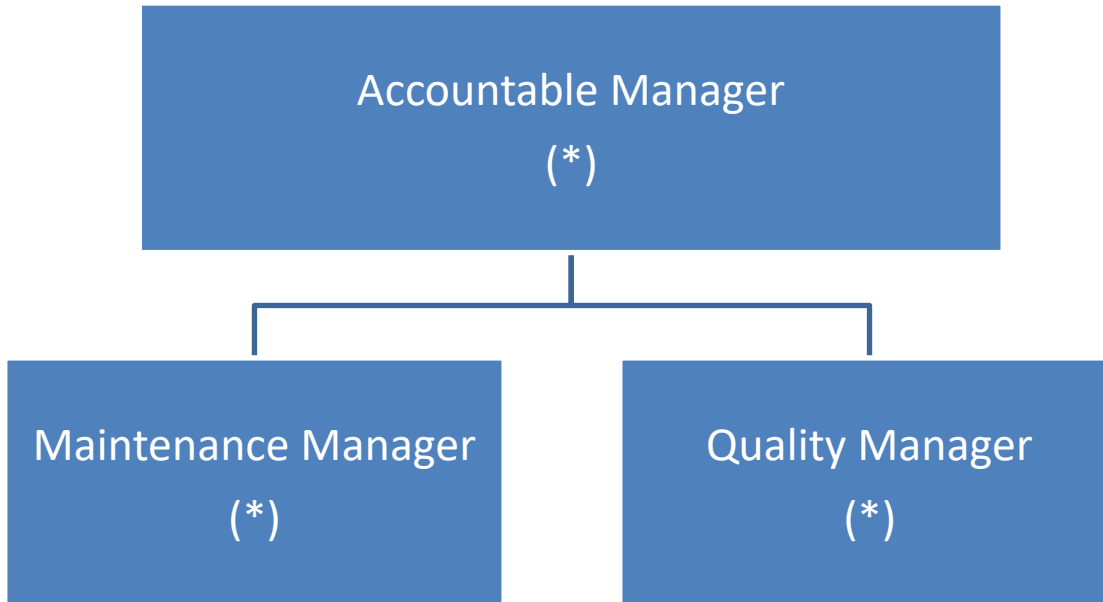 Accountable Manager
(*)
Maintenance Manager
(*)
Quality Manager
(*)